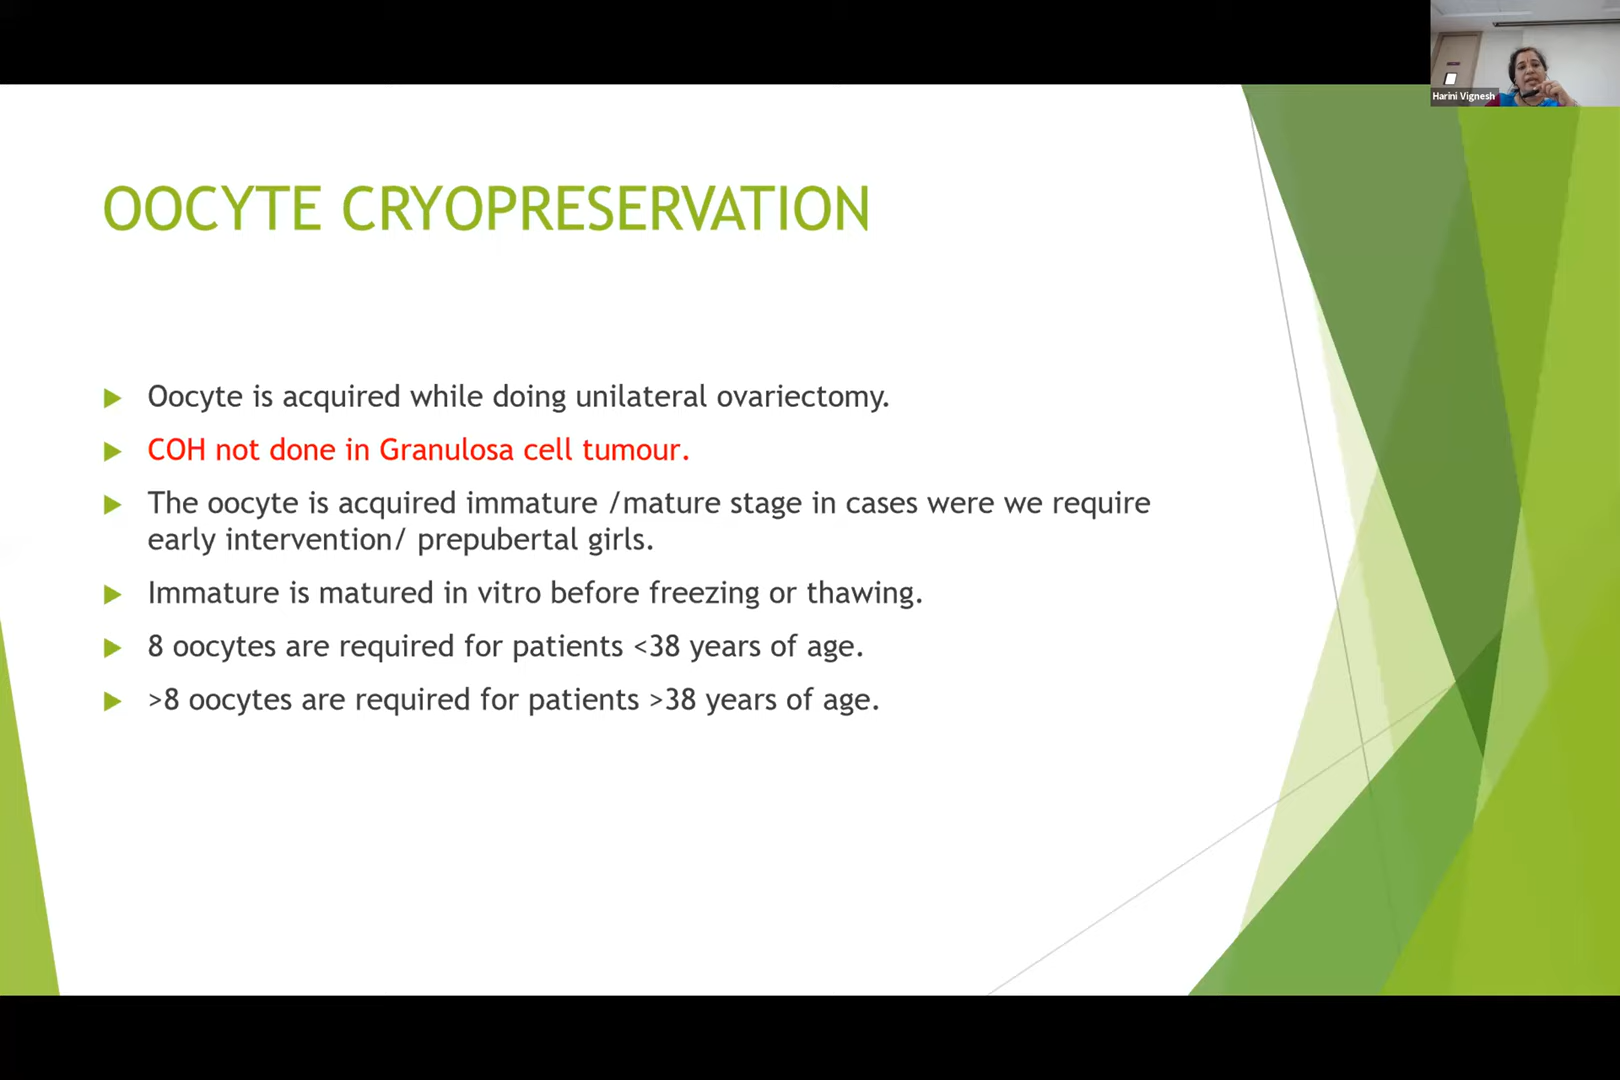 Harini Vignesh
OOCYTE CRYOPRESERVATION
Oocyte is acquired while doing unilateral ovariectomy.
COH not done in Granulosa cell tumour.
The oocyte is acquired immature /mature stage in cases were we require
early intervention/ prepubertal girls.
Immature is matured in vitro before freezing or thawing.
8 oocytes are required for patients <38 years of age.
>8 oocytes are required for patients >38 years of age.